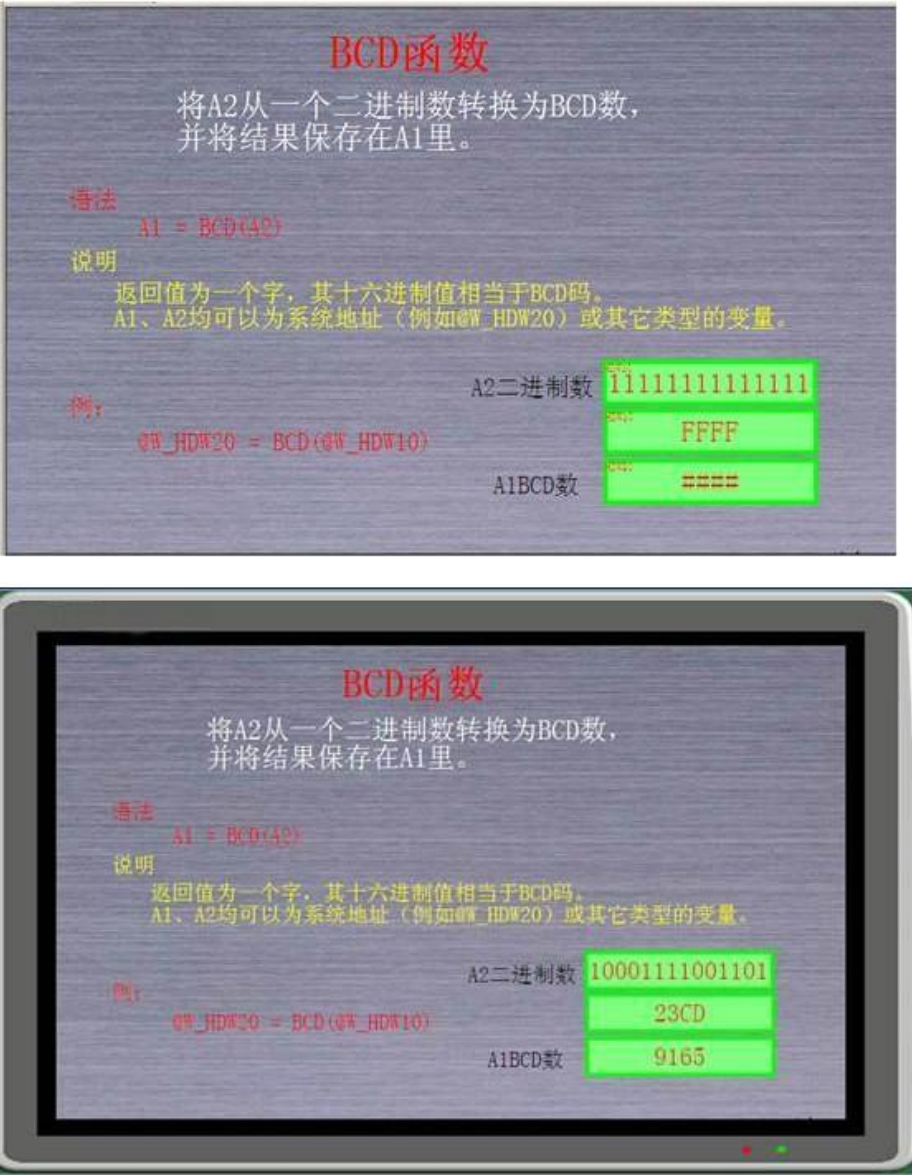 BCD函数
将A2从一个二进制数转换为BCD数，
并将结果保存在A1里。
语法
A1 = BCD(A2)
说明
返回值为一个字，其十六进制值相当于BCD码。
A1、A2均可以为系统地址（例如@W_HDW20）或其它类型的变量。
A2二进制数 11111111111111
例：
FFFF
@W_HDW20 = BCD(@W_HDW10)
A1BCD数 ####
BCD函数
将A2从一个二进制数转换为BCD数，
并将结果保存在A1里。
语法
A1 = BCD(A2)
说明
返回值为一个字，其十六进制值相当于BCD码。
A1、A2均可以为系统地址（例如@W_HDW20）或其它类型的变量。
A2二进制数 10001111001101
例：
23CD
@W_HDW20 = BCD(@W_HDW10)
A1BCD数 9165